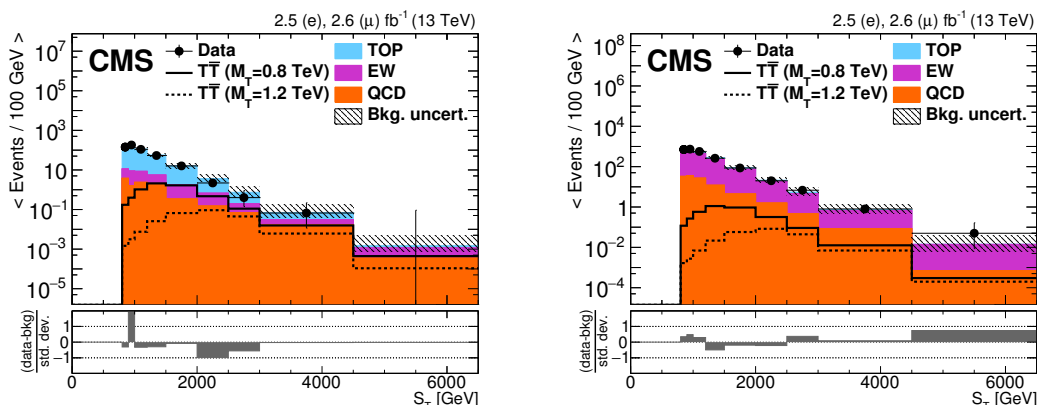 2.5 (e), 2.6 (μ) fb⁻¹ (13 TeV)
CMS
Data
TT̅ (M_T=0.8 TeV)
TT̅ (M_T=1.2 TeV)
TOP
EW
QCD
Bkg. uncert.
< Events / 100 GeV >
10⁷
10⁵
10³
10
10⁻¹
10⁻³
10⁻⁵
(data-bkg)
std. dev.
1
0
−1
0 2000 4000 6000
S_T [GeV]
2.5 (e), 2.6 (μ) fb⁻¹ (13 TeV)
CMS
Data
TT̅ (M_T=0.8 TeV)
TT̅ (M_T=1.2 TeV)
TOP
EW
QCD
Bkg. uncert.
< Events / 100 GeV >
10⁸
10⁶
10⁴
10²
1
10⁻²
10⁻⁴
(data-bkg)
std. dev.
1
0
−1
0 2000 4000 6000
S_T [GeV]